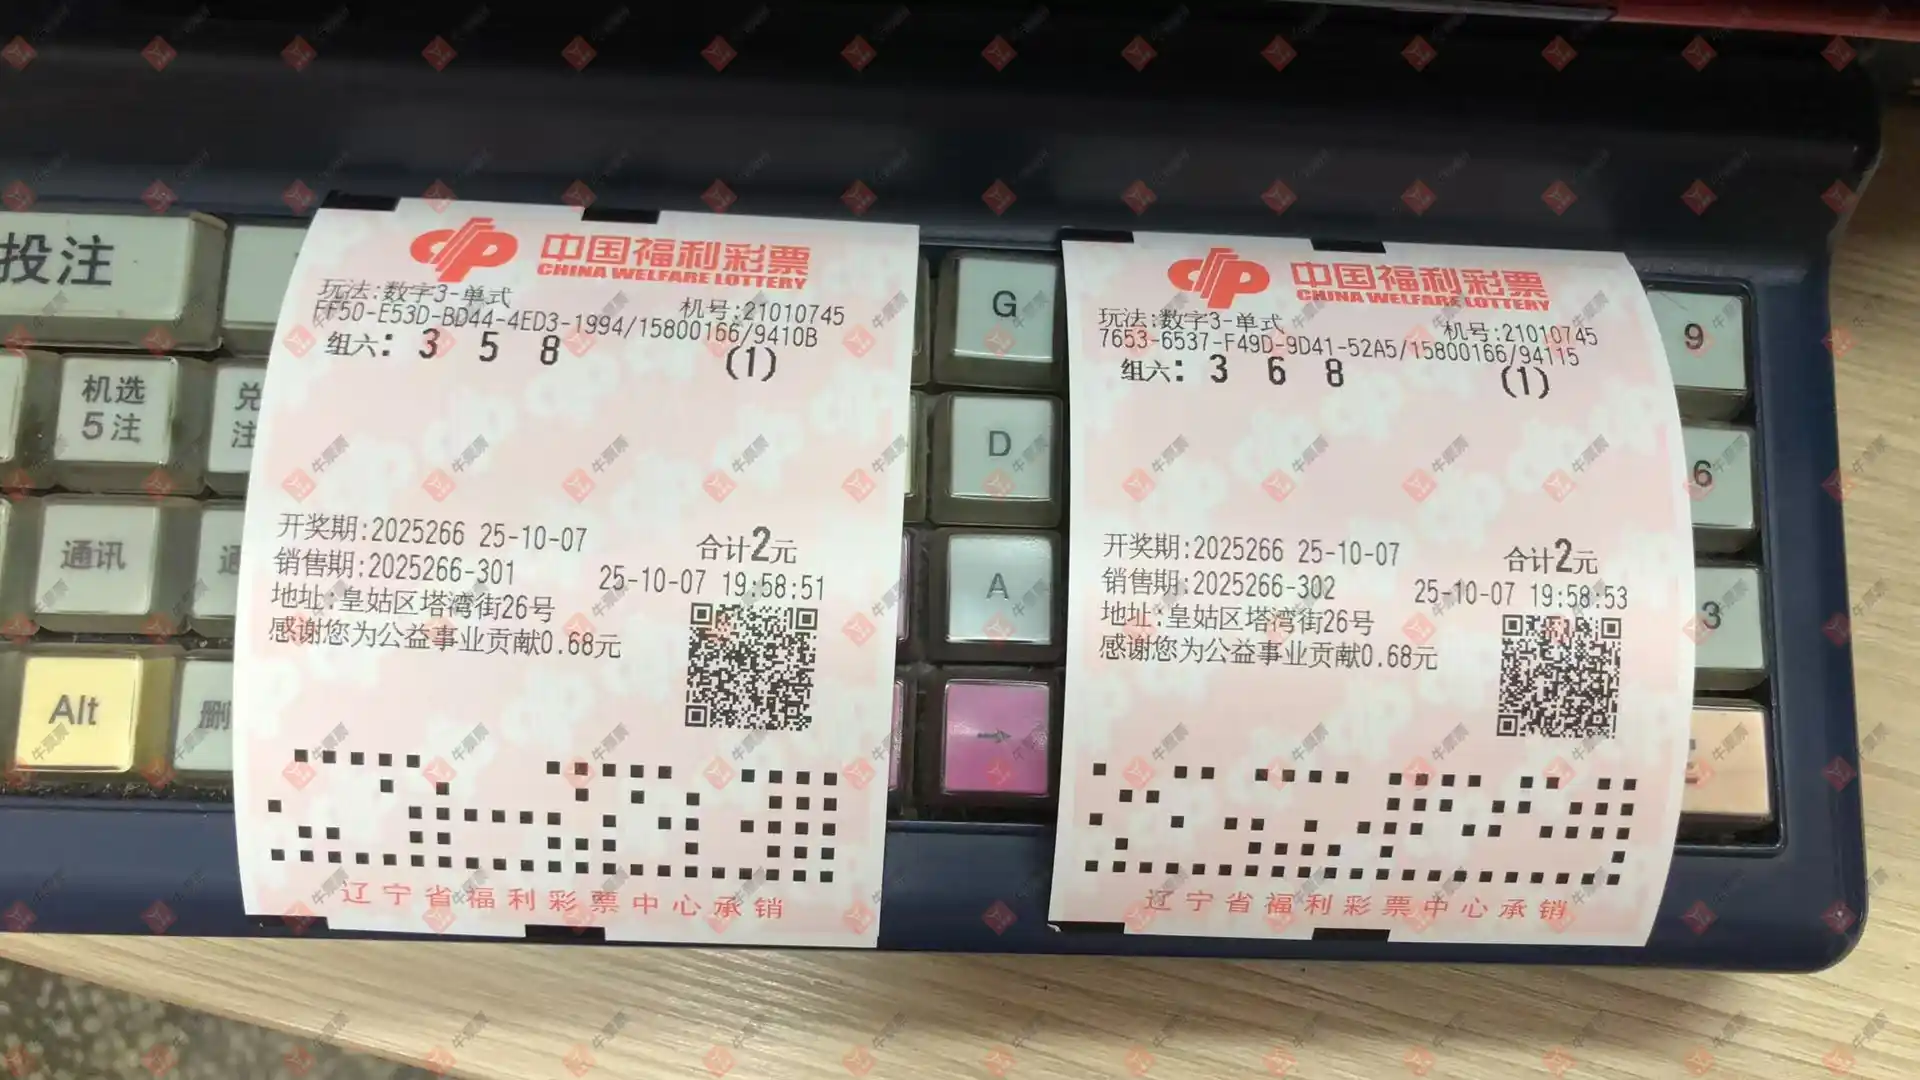 中国福利彩票
CHINA WELFARE LOTTERY
玩法:数字3-单式
机号:21010745
FF50-E53D-BD44-4ED3-1994/15800166/9410B
组六: 3 5 8 (1)
开奖期:2025266 25-10-07
合计2元
销售期:2025266-301
25-10-07 19:58:51
地址:皇姑区塔湾街26号
感谢您为公益事业贡献0.68元
辽宁省福利彩票中心承销
中国福利彩票
CHINA WELFARE LOTTERY
玩法:数字3-单式
机号:21010745
7653-6537-F49D-9D41-52A5/15800166/94115
组六: 3 6 8 (1)
开奖期:2025266 25-10-07
合计2元
销售期:2025266-302
25-10-07 19:58:53
地址:皇姑区塔湾街26号
感谢您为公益事业贡献0.68元
辽宁省福利彩票中心承销
投注
机选
5注
通讯
Alt
删
G
D
A
9
6
3
牛票票